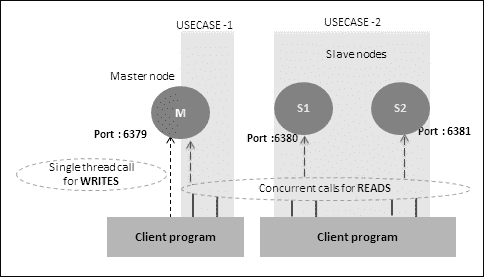 USECASE -1
USECASE -2
Slave nodes
Master node
M
S1
S2
Port : 6379
Port :6380
Port : 6381
Single thread call
for WRITES
Concurrent calls for READS
Client program
Client program